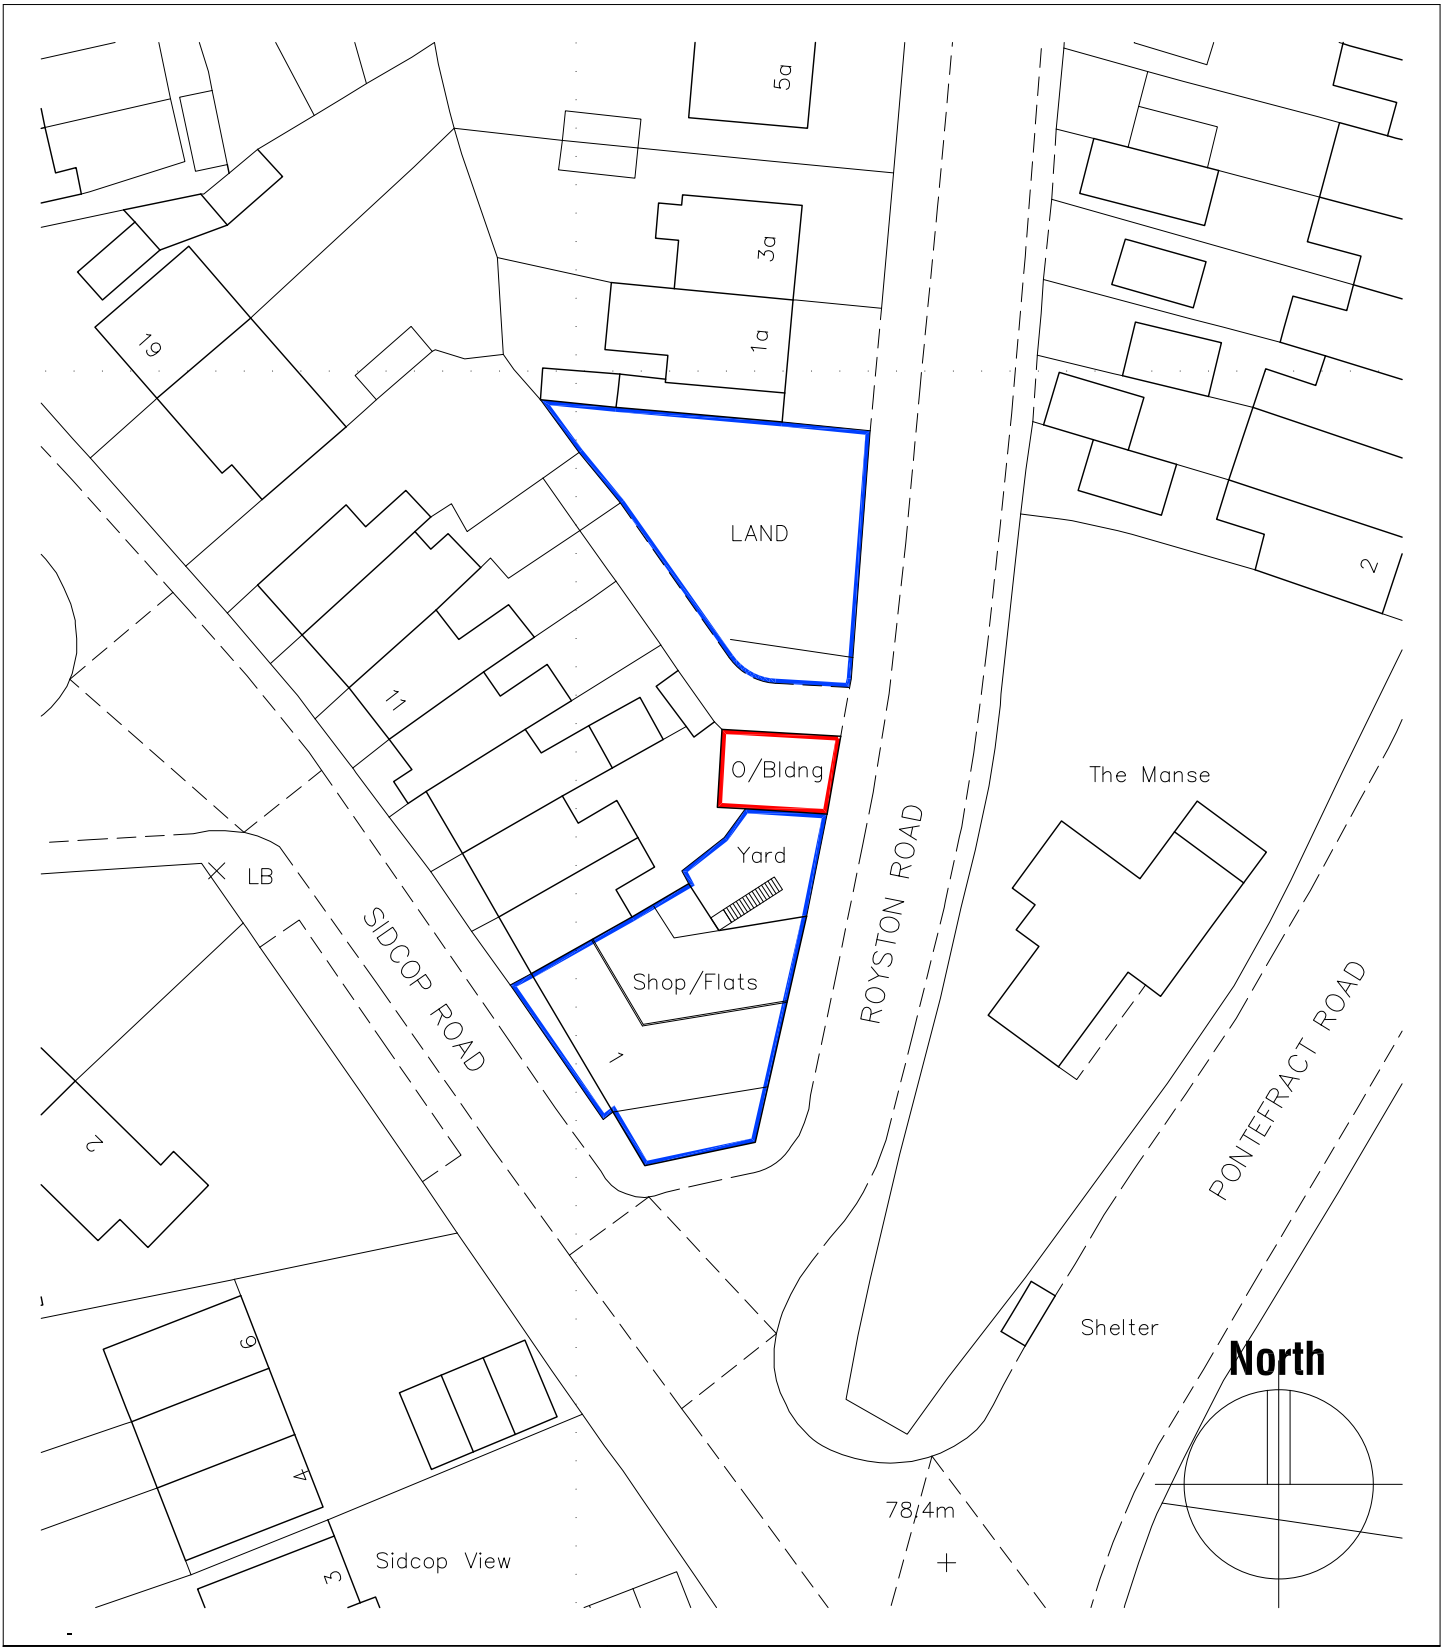 5a
3a
1a
19
LAND
2
11
O/Bldng
The Manse
Yard
LB
SIDCOP ROAD
ROYSTON ROAD
Shop/Flats
1
PONTEFRACT ROAD
2
6
Shelter
North
4
78.4m
Sidcop View
3